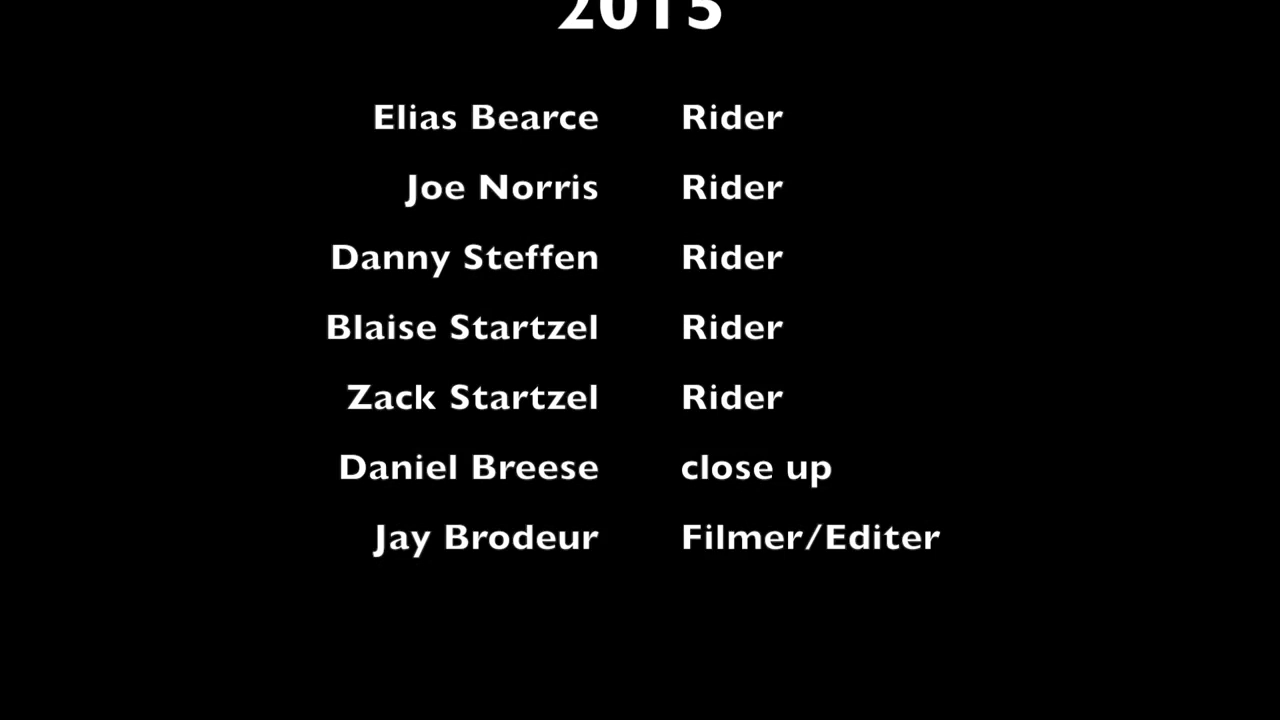 2015
Elias Bearce Rider
Joe Norris Rider
Danny Steffen Rider
Blaise Startzel Rider
Zack Startzel Rider
Daniel Breese close up
Jay Brodeur Filmer/Editer